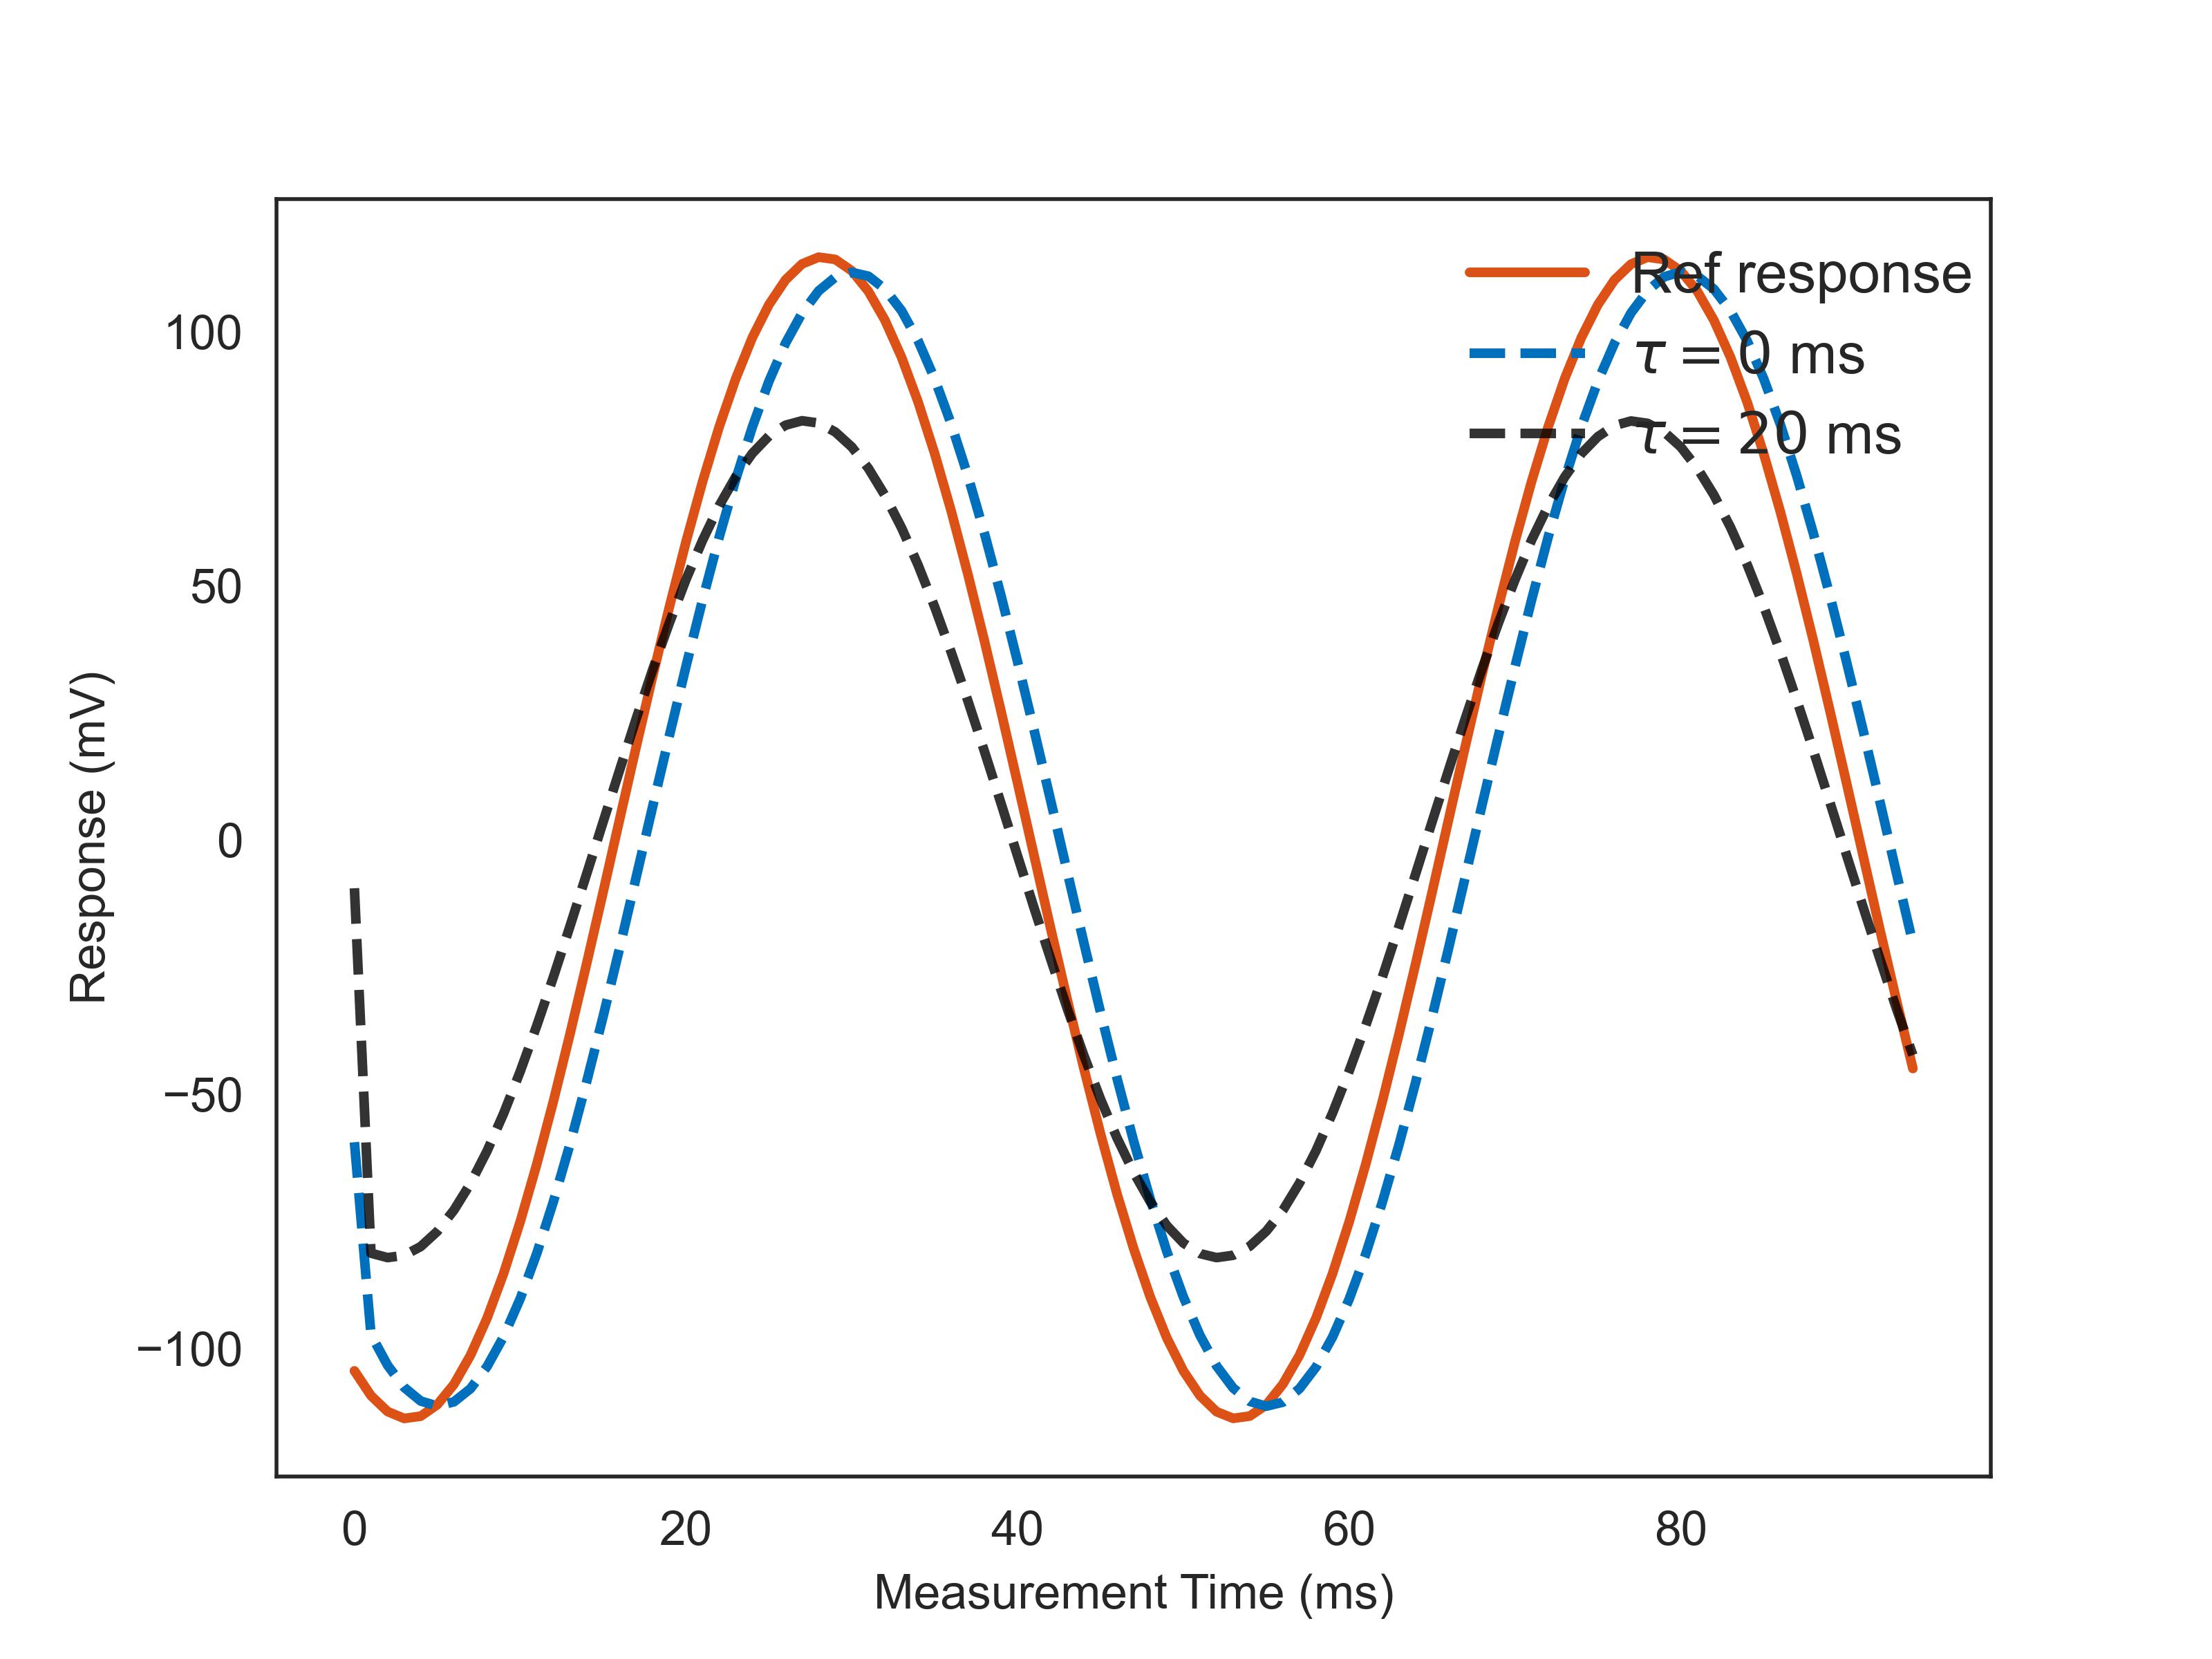 Ref response
τ = 0 ms
τ = 20 ms
100
50
0
−50
−100
Response (mV)
0 20 40 60 80
Measurement Time (ms)